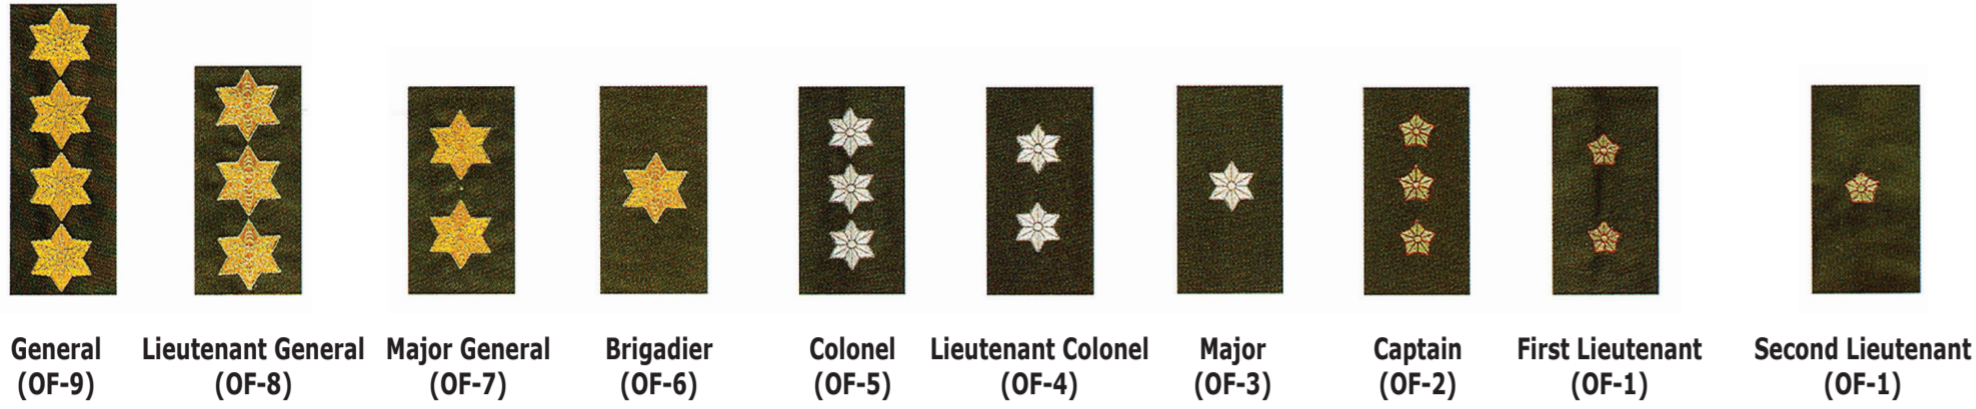 General
(OF-9)
Lieutenant General
(OF-8)
Major General
(OF-7)
Brigadier
(OF-6)
Colonel
(OF-5)
Lieutenant Colonel
(OF-4)
Major
(OF-3)
Captain
(OF-2)
First Lieutenant
(OF-1)
Second Lieutenant
(OF-1)